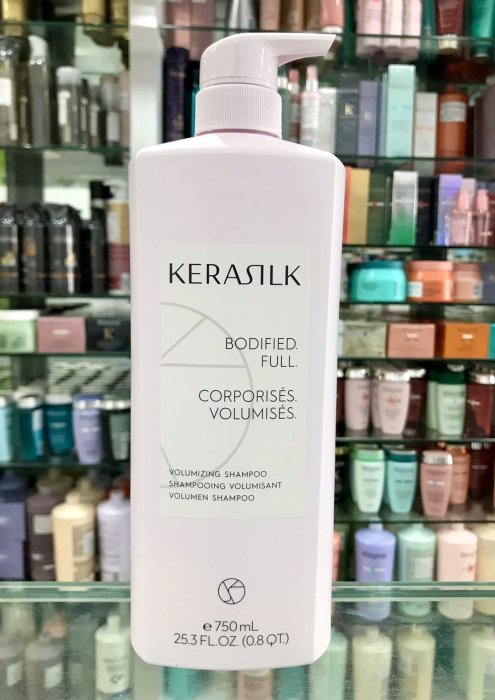 KERASILK
BODIFIED.
FULL.
CORPORISÉS.
VOLUMISÉS.
VOLUMIZING SHAMPOO
SHAMPOOING VOLUMISANT
VOLUMEN SHAMPOO
℮ 750 mL
25.3 FL.OZ. (0.8 QT.)